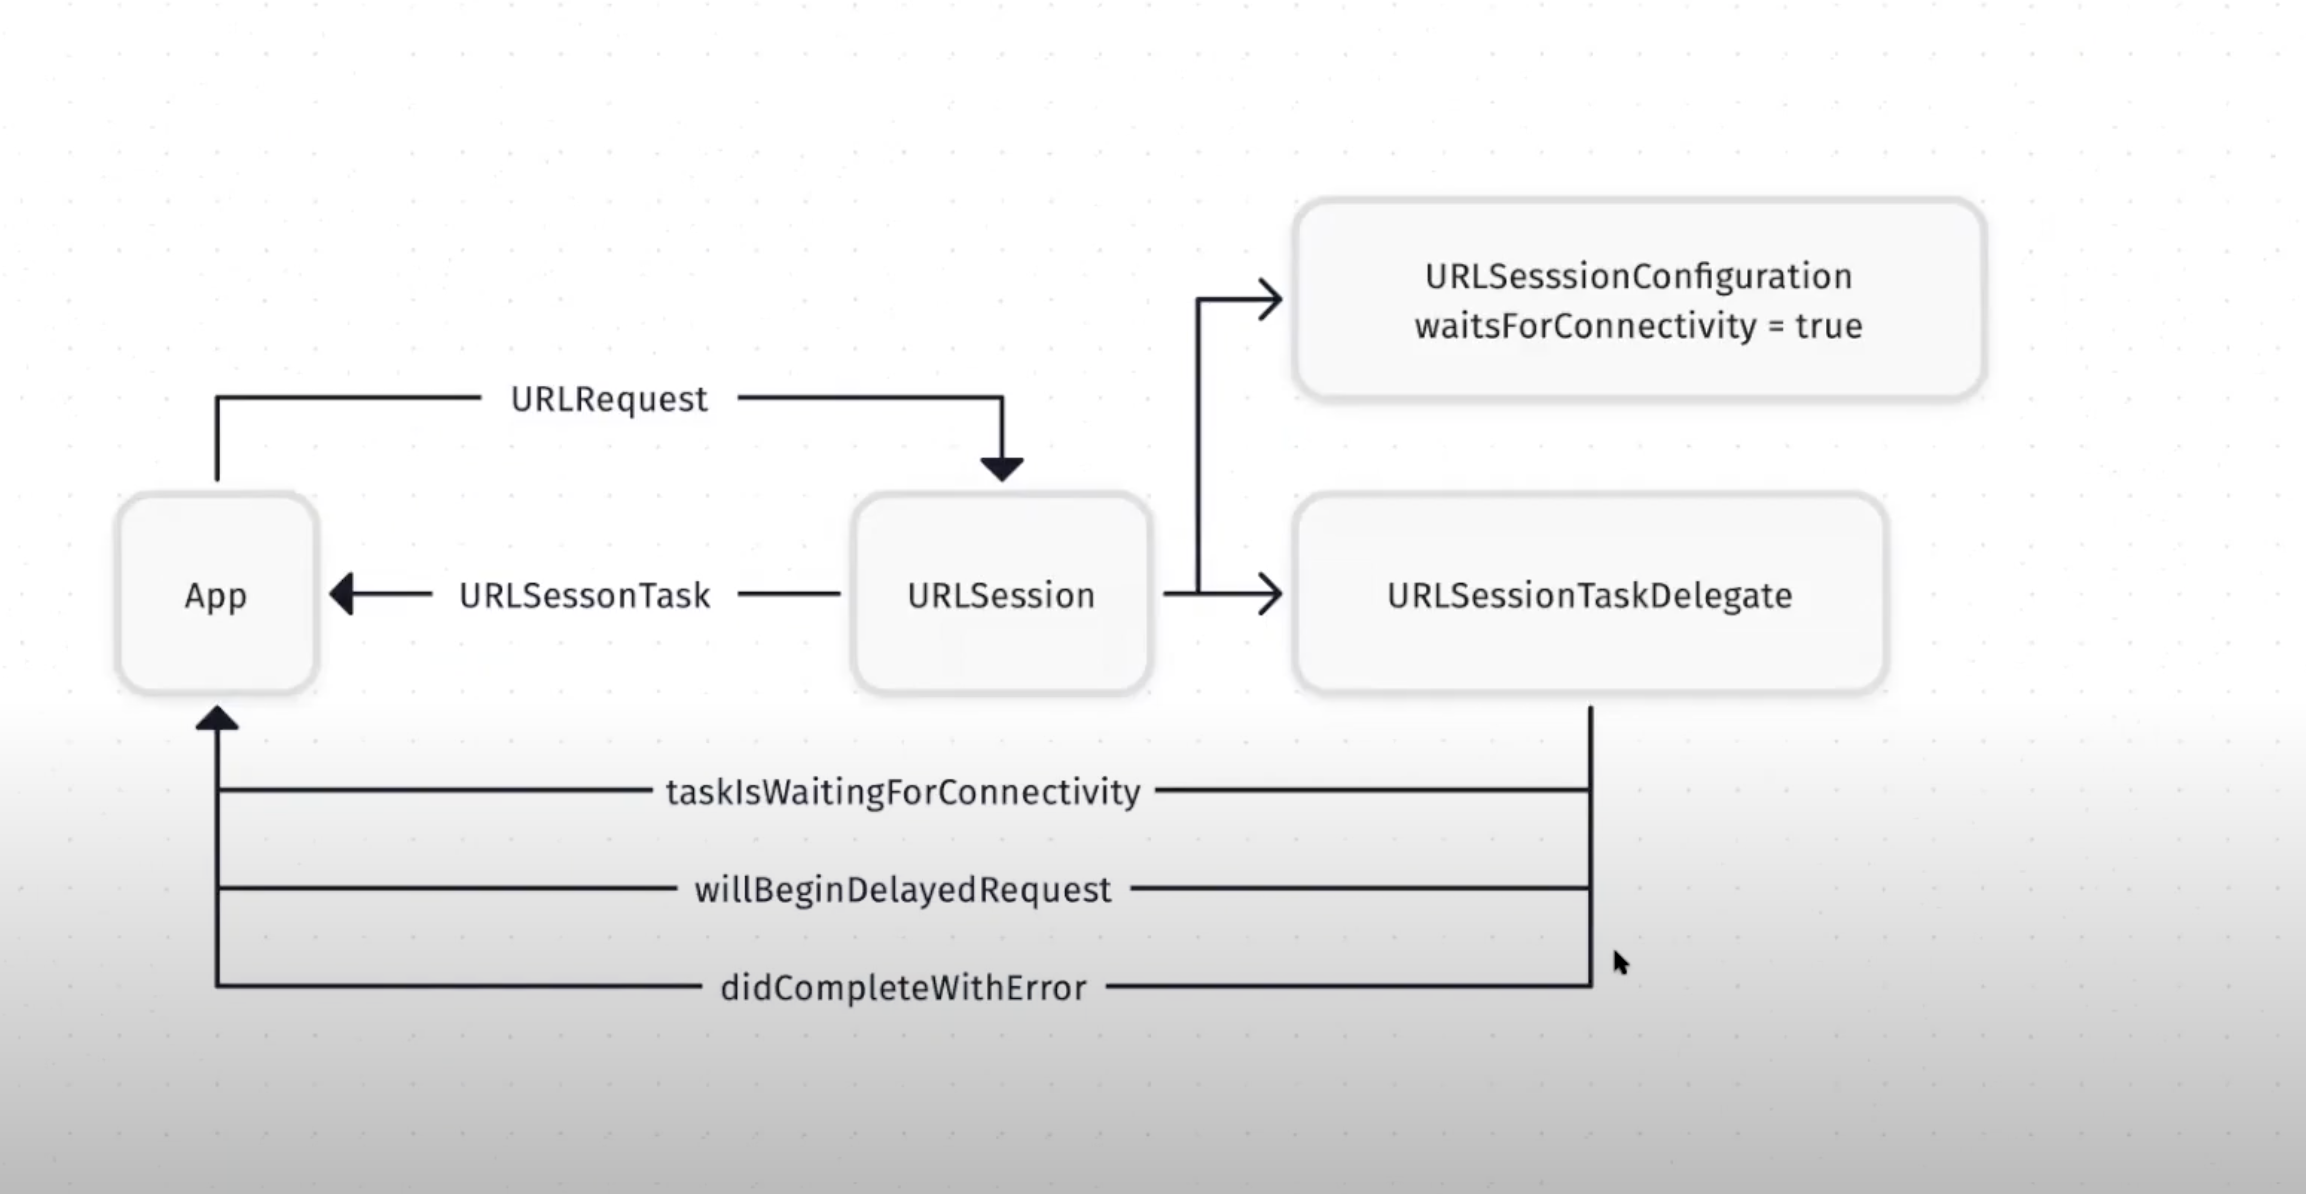 URLSesssionConfiguration
waitsForConnectivity = true
URLRequest
App
URLSessonTask
URLSession
URLSessionTaskDelegate
taskIsWaitingForConnectivity
willBeginDelayedRequest
didCompleteWithError